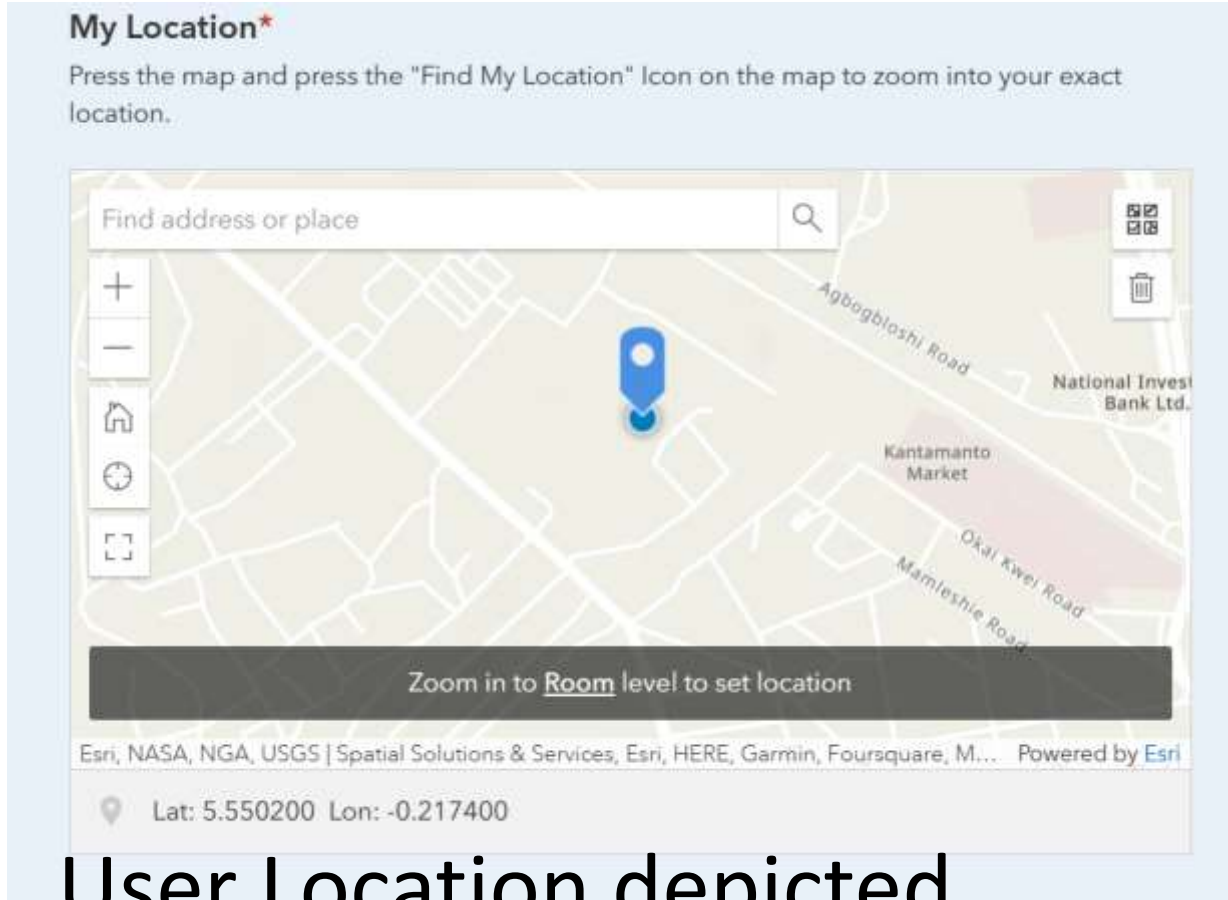 My Location*
Press the map and press the "Find My Location" Icon on the map to zoom into your exact
location.
Find address or place
Agbogbloshi Road
National Invest
Bank Ltd.
Kantamanto
Market
Okai Kwei Road
Mamleshie Road
Zoom in to Room level to set location
Esri, NASA, NGA, USGS | Spatial Solutions & Services, Esri, HERE, Garmin, Foursquare, M... Powered by Esri
Lat: 5.550200 Lon: -0.217400
User Location depicted